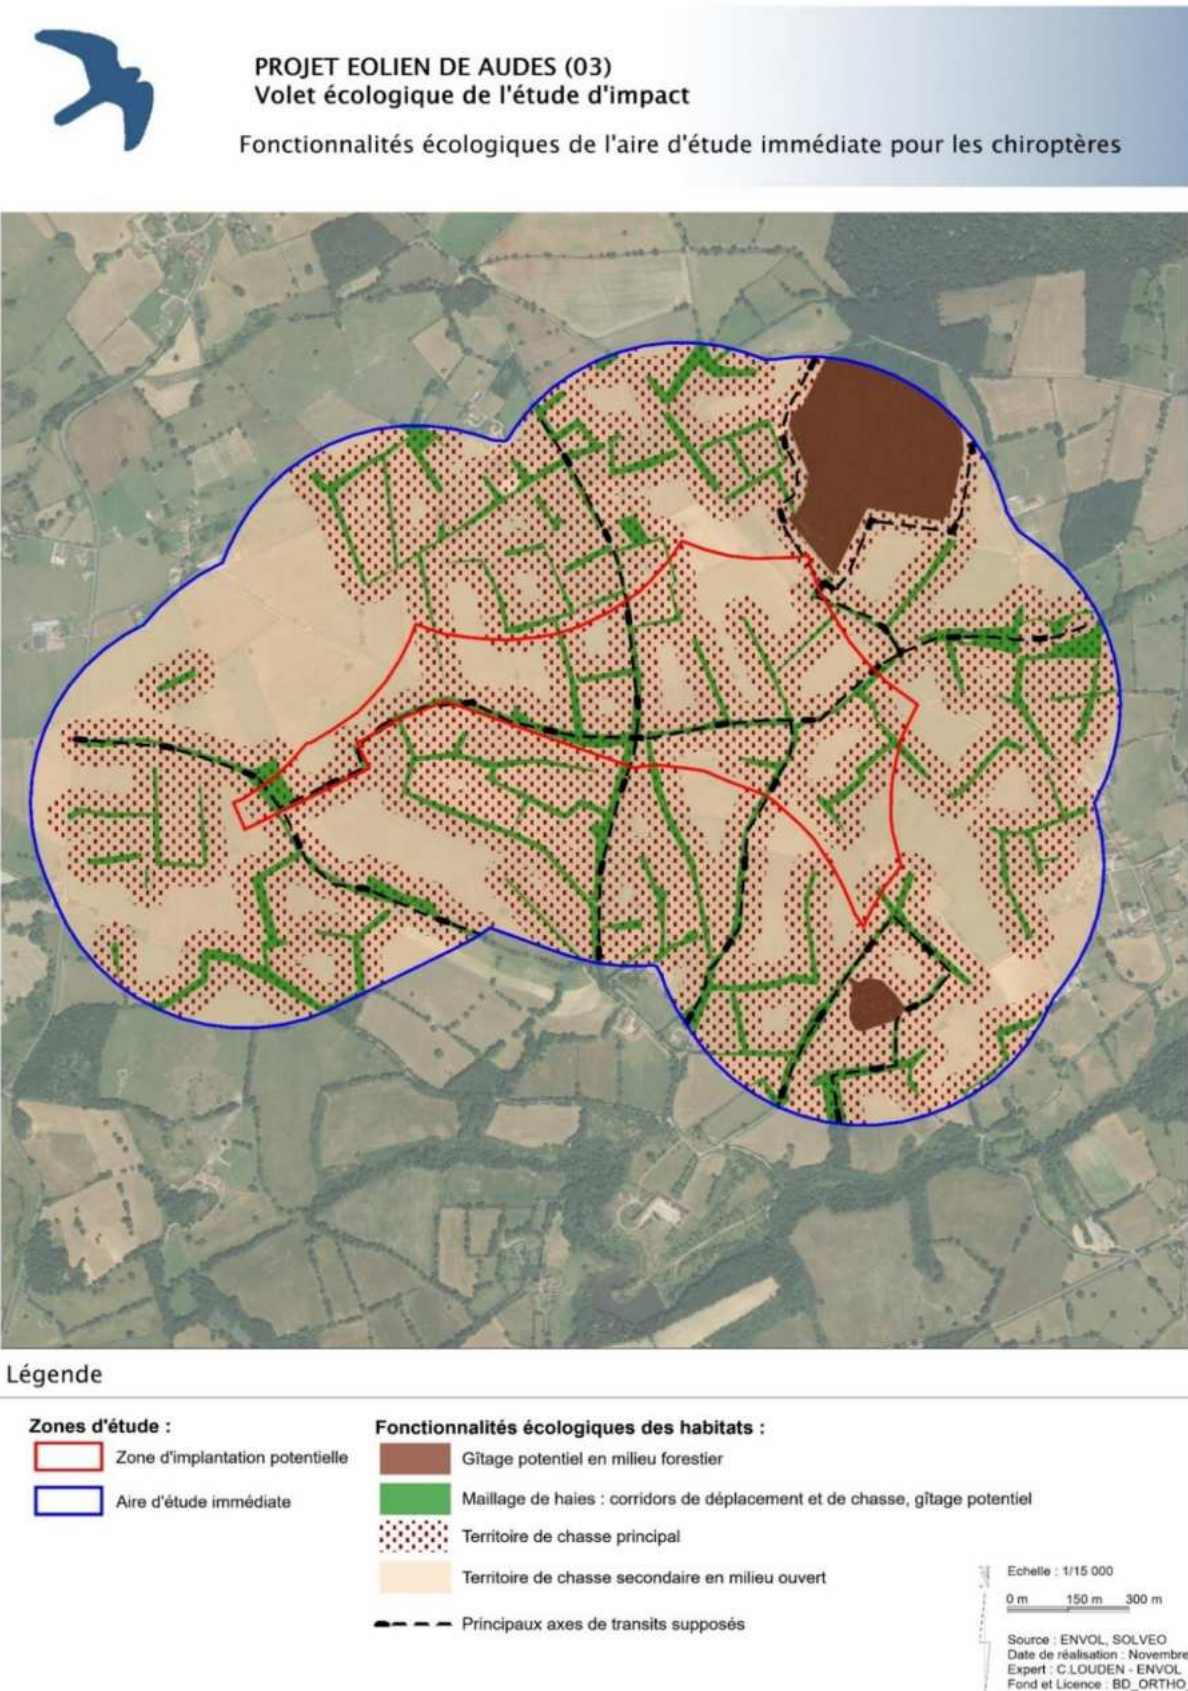 PROJET EOLIEN DE AUDES (03)
Volet écologique de l'étude d'impact
Fonctionnalités écologiques de l'aire d'étude immédiate pour les chiroptères
Légende
Zones d'étude :
Zone d'implantation potentielle
Aire d'étude immédiate
Fonctionnalités écologiques des habitats :
Gîtage potentiel en milieu forestier
Maillage de haies : corridors de déplacement et de chasse, gîtage potentiel
Territoire de chasse principal
Territoire de chasse secondaire en milieu ouvert
Principaux axes de transits supposés
Echelle : 1/15 000
0 m 150 m 300 m
Source : ENVOL, SOLVEO
Date de réalisation : Novembre
Expert : C.LOUDEN - ENVOL
Fond et Licence : BD_ORTHO